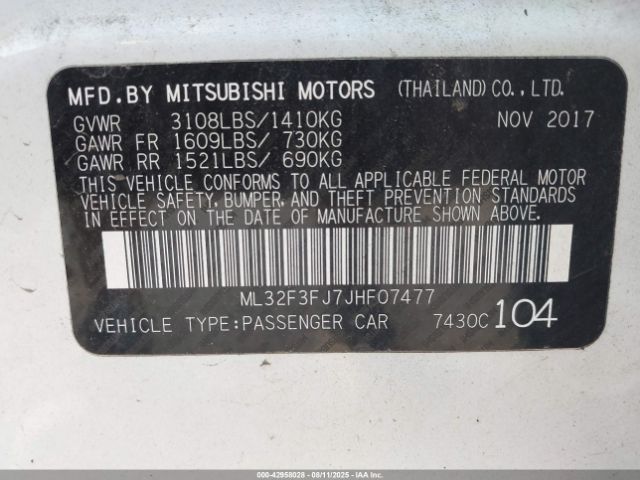 MFD.BY MITSUBISHI MOTORS (THAILAND)CO.,LTD.
GVWR 3108LBS/1410KG NOV 2017
GAWR FR 1609LBS/ 730KG
GAWR RR 1521LBS/ 690KG
THIS VEHICLE CONFORMS TO ALL APPLICABLE FEDERAL MOTOR
VEHICLE SAFETY, BUMPER, AND THEFT PREVENTION STANDARDS
IN EFFECT ON THE DATE OF MANUFACTURE SHOWN ABOVE.
ML32F3FJ7JHF07477
VEHICLE TYPE:PASSENGER CAR 7430C 104
000-42958028 - 08/11/2025 - IAAI.com